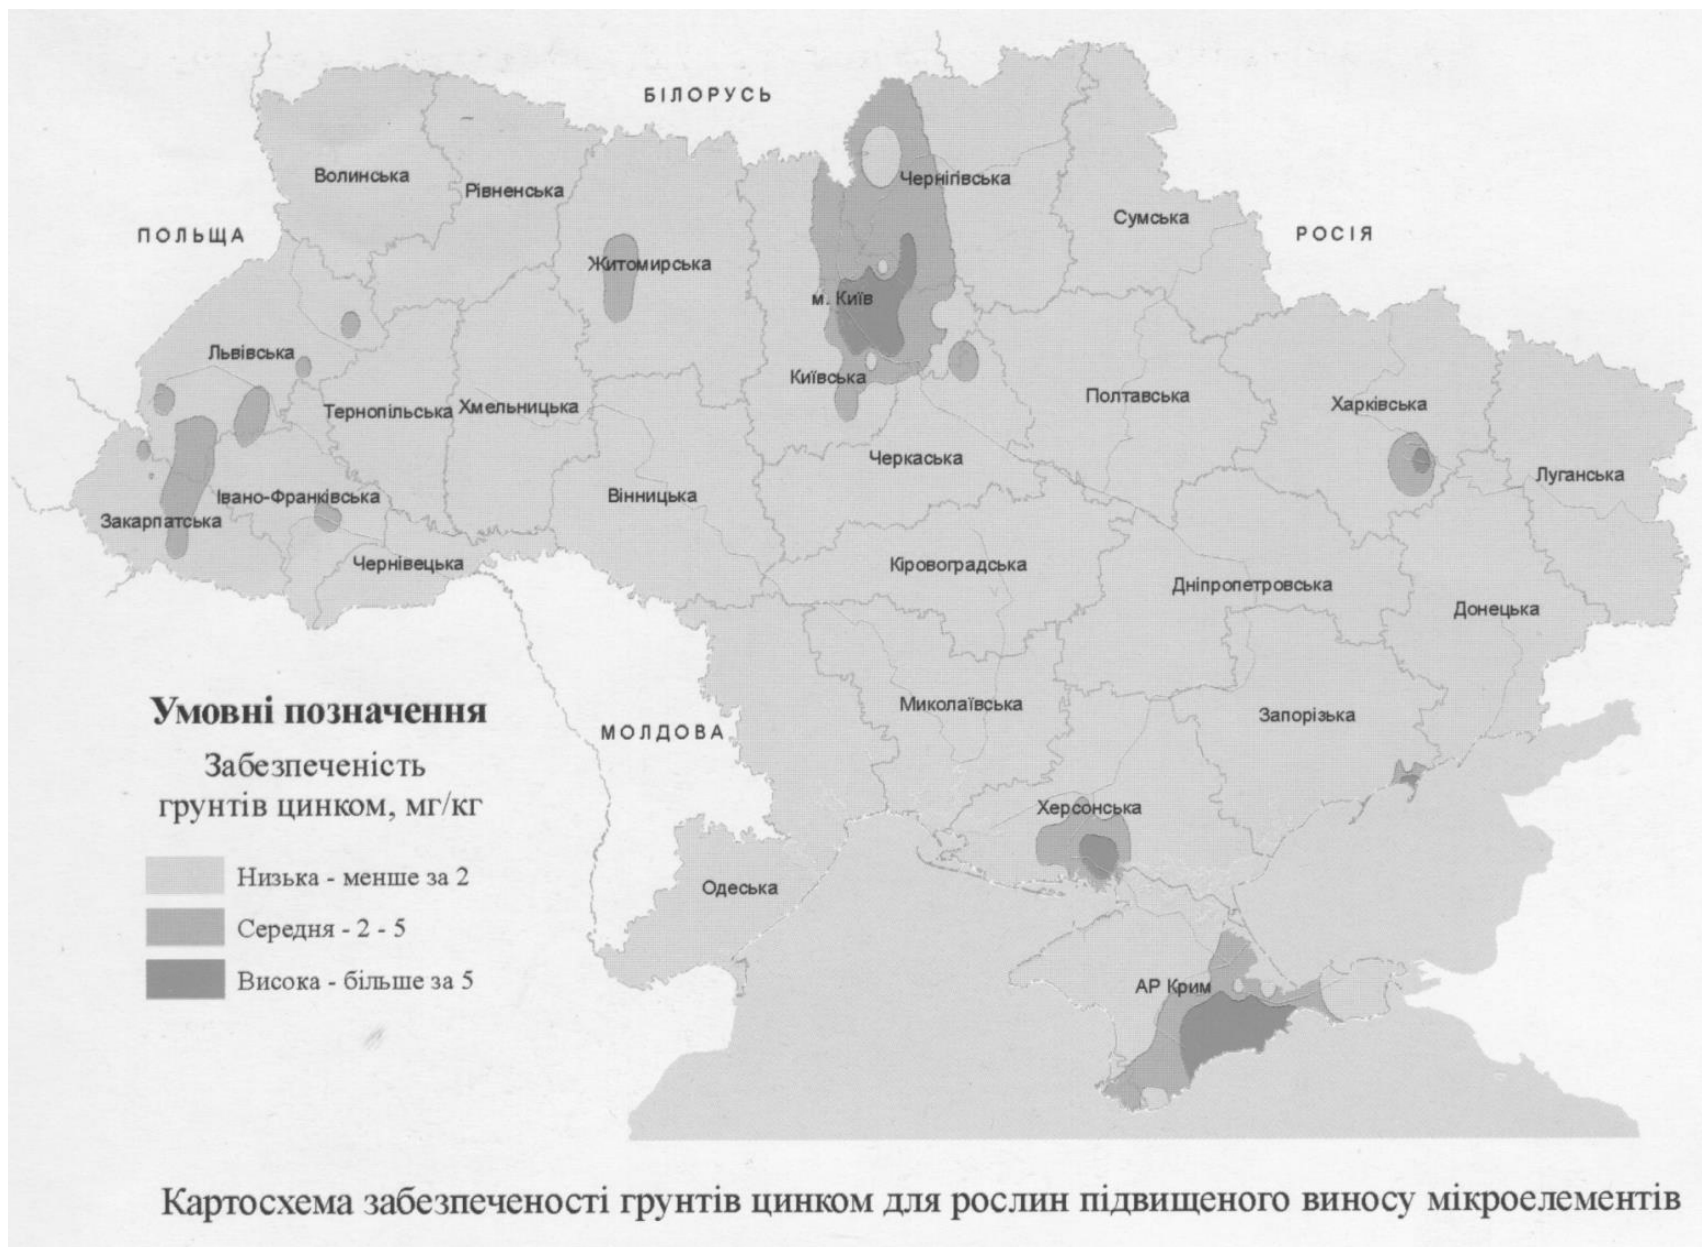 БІЛОРУСЬ
Волинська
Рівненська
Чернігівська
Сумська
ПОЛЬЩА
РОСІЯ
Житомирська
м. Київ
Львівська
Київська
Тернопільська
Хмельницька
Полтавська
Харківська
Черкаська
Луганська
Івано-Франківська
Вінницька
Закарпатська
Чернівецька
Кіровоградська
Дніпропетровська
Донецька
Миколаївська
Запорізька
МОЛДОВА
Херсонська
Одеська
АР Крим
Умовні позначення
Забезпеченість
грунтів цинком, мг/кг
Низька - менше за 2
Середня - 2 - 5
Висока - більше за 5
Картосхема забезпеченості грунтів цинком для рослин підвищеного виносу мікроелементів